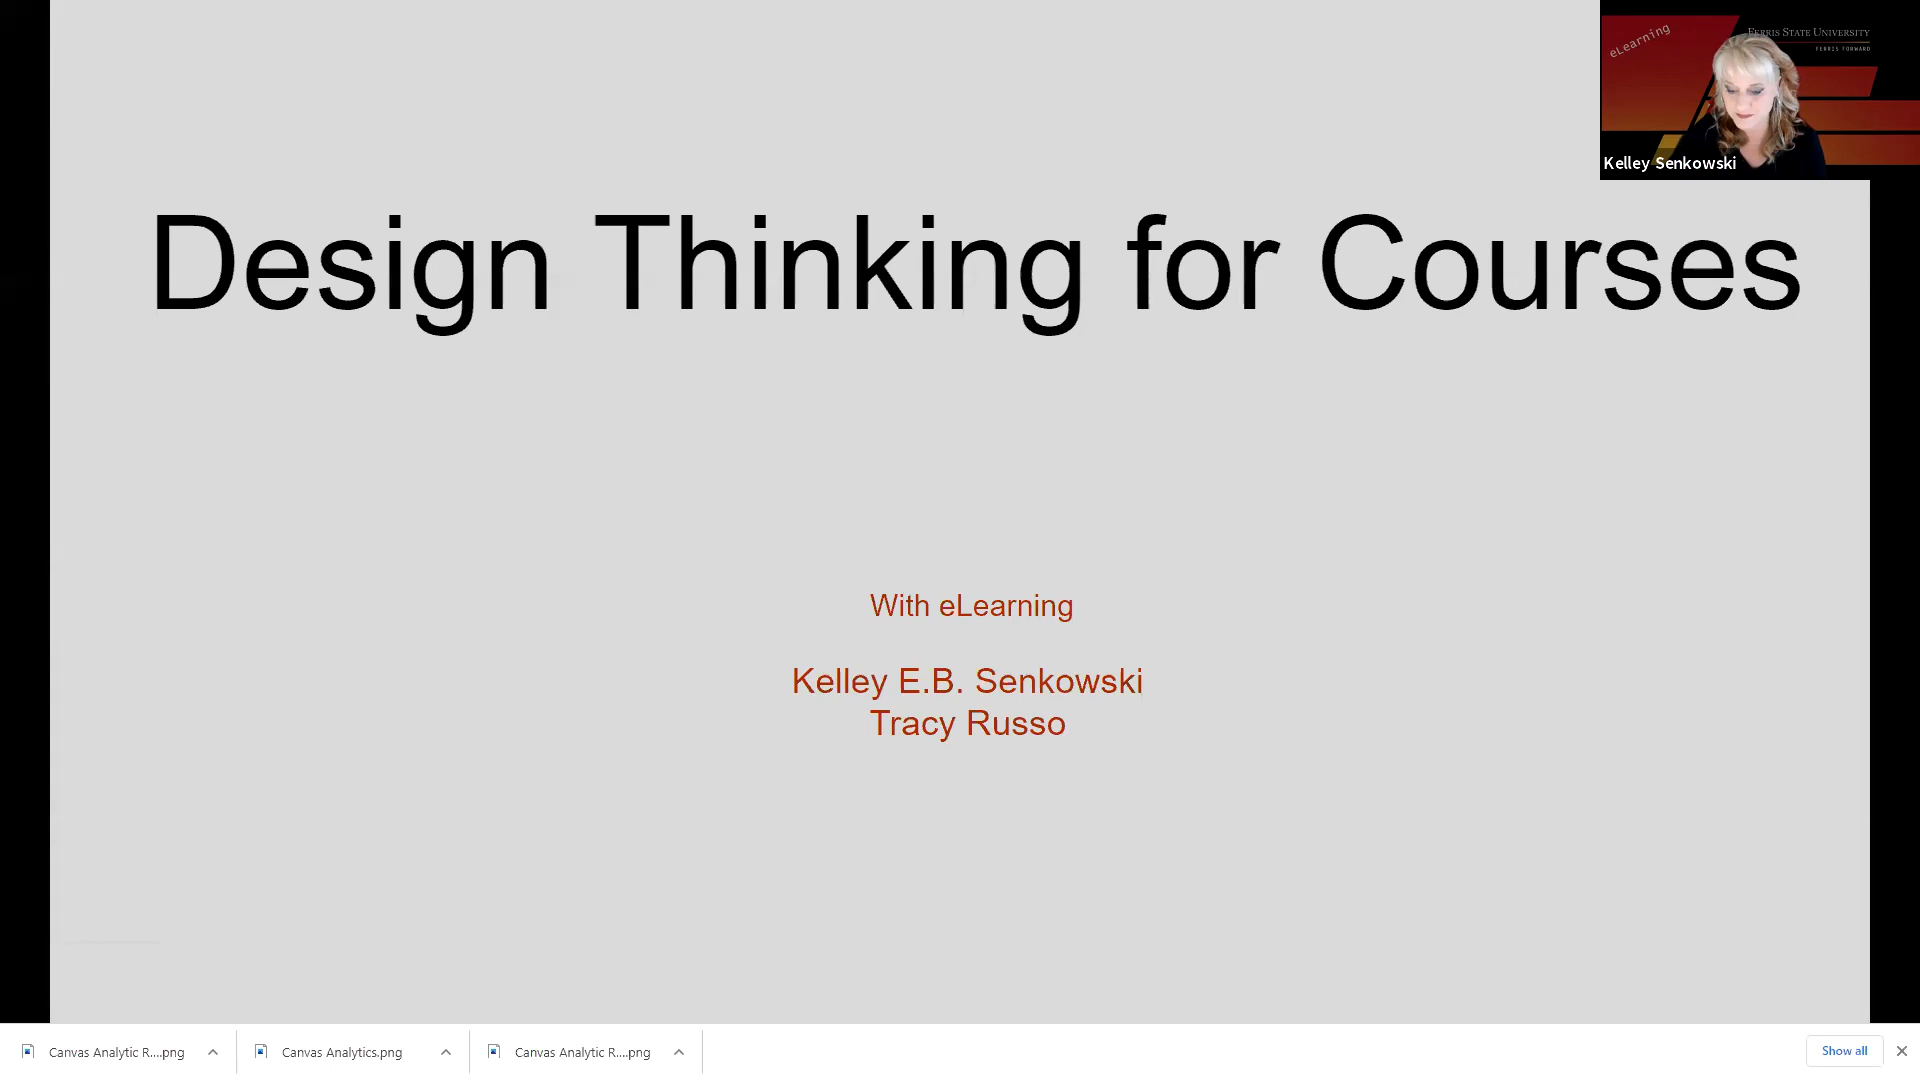 eLearning
FERRIS STATE UNIVERSITY
FERRIS FORWARD
Kelley Senkowski
Design Thinking for Courses
With eLearning
Kelley E.B. Senkowski
Tracy Russo
Canvas Analytic R....png
Canvas Analytics.png
Canvas Analytic R....png
Show all